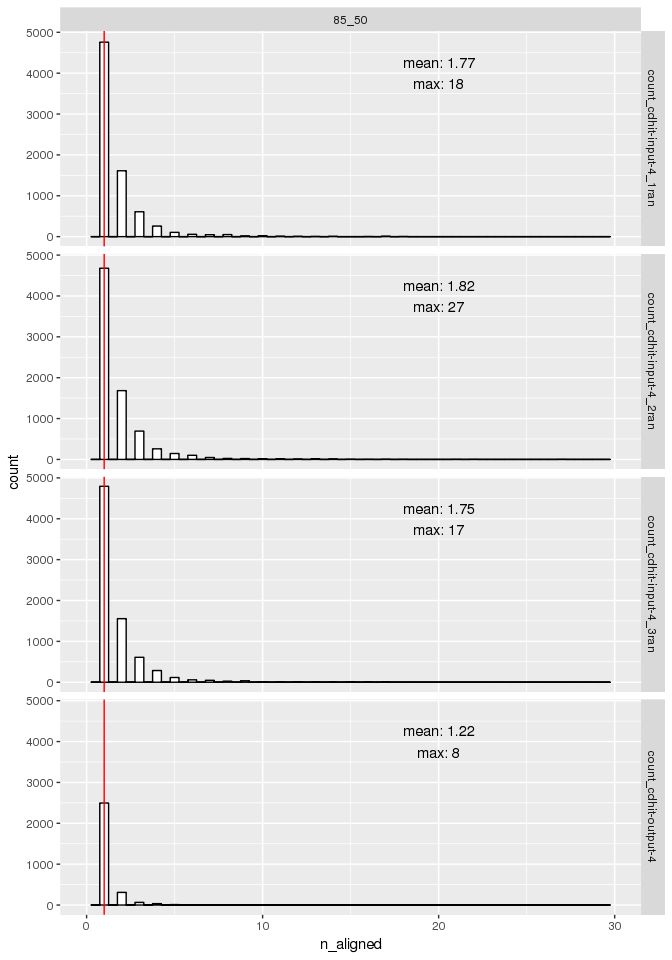 85_50
5000
4000
3000
2000
1000
0
mean: 1.77
max: 18
count_cdhit-input-4_1ran
5000
4000
3000
2000
1000
0
mean: 1.82
max: 27
count_cdhit-input-4_2ran
count
5000
4000
3000
2000
1000
0
mean: 1.75
max: 17
count_cdhit-input-4_3ran
5000
4000
3000
2000
1000
0
mean: 1.22
max: 8
count_cdhit-output-4
0
10
20
30
n_aligned